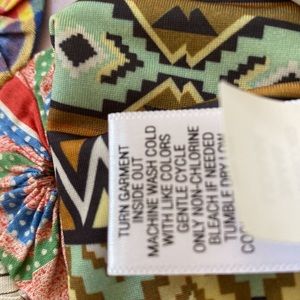 TURN GARMENT
INSIDE OUT
MACHINE WASH COLD
WITH LIKE COLORS
GENTLE CYCLE
ONLY NON-CHLORINE
BLEACH IF NEEDED
TUMBLE DRY LOW